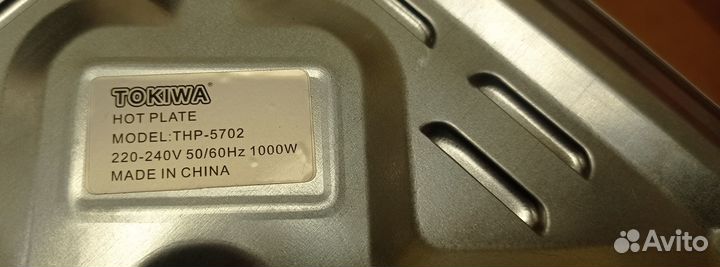 TOKIWA
HOT PLATE
MODEL:THP-5702
220-240V 50/60Hz 1000W
MADE IN CHINA
Avito